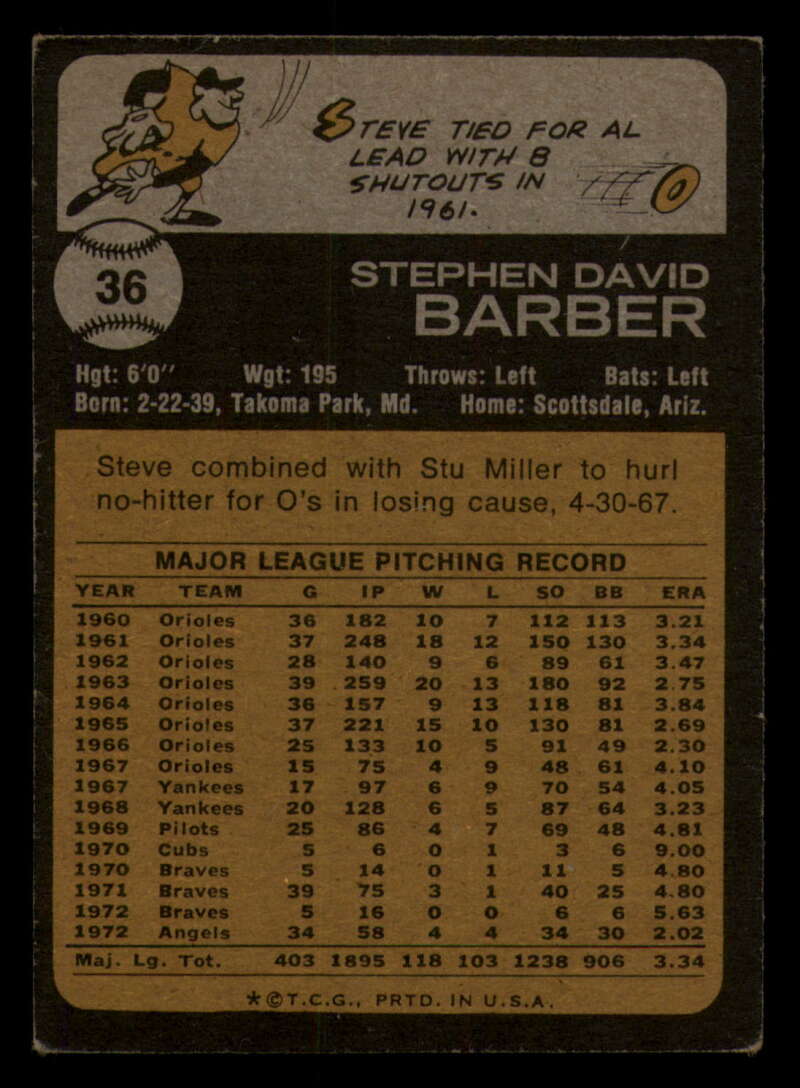 STEVE TIED FOR AL
LEAD WITH 8
SHUTOUTS IN
1961.
36
STEPHEN DAVID
BARBER
Hgt: 6'0" Wgt: 195 Throws: Left Bats: Left
Born: 2-22-39, Takoma Park, Md. Home: Scottsdale, Ariz.
Steve combined with Stu Miller to hurl
no-hitter for O's in losing cause, 4-30-67.
MAJOR LEAGUE PITCHING RECORD
YEAR TEAM G IP W L SO BB ERA
1960 Orioles 36 182 10 7 112 113 3.21
1961 Orioles 37 248 18 12 150 130 3.34
1962 Orioles 28 140 9 6 89 61 3.47
1963 Orioles 39 259 20 13 180 92 2.75
1964 Orioles 36 157 9 13 118 81 3.84
1965 Orioles 37 221 15 10 130 81 2.69
1966 Orioles 25 133 10 5 91 49 2.30
1967 Orioles 15 75 4 9 48 61 4.10
1967 Yankees 17 97 6 9 70 54 4.05
1968 Yankees 20 128 6 5 87 64 3.23
1969 Pilots 25 86 4 7 69 48 4.81
1970 Cubs 5 6 0 1 3 6 9.00
1970 Braves 5 14 0 1 11 5 4.80
1971 Braves 39 75 3 1 40 25 4.80
1972 Braves 5 16 0 0 6 6 5.63
1972 Angels 34 58 4 4 34 30 2.02
Maj. Lg. Tot. 403 1895 118 103 1238 906 3.34
*©T.C.G., PRTD. IN U.S.A.